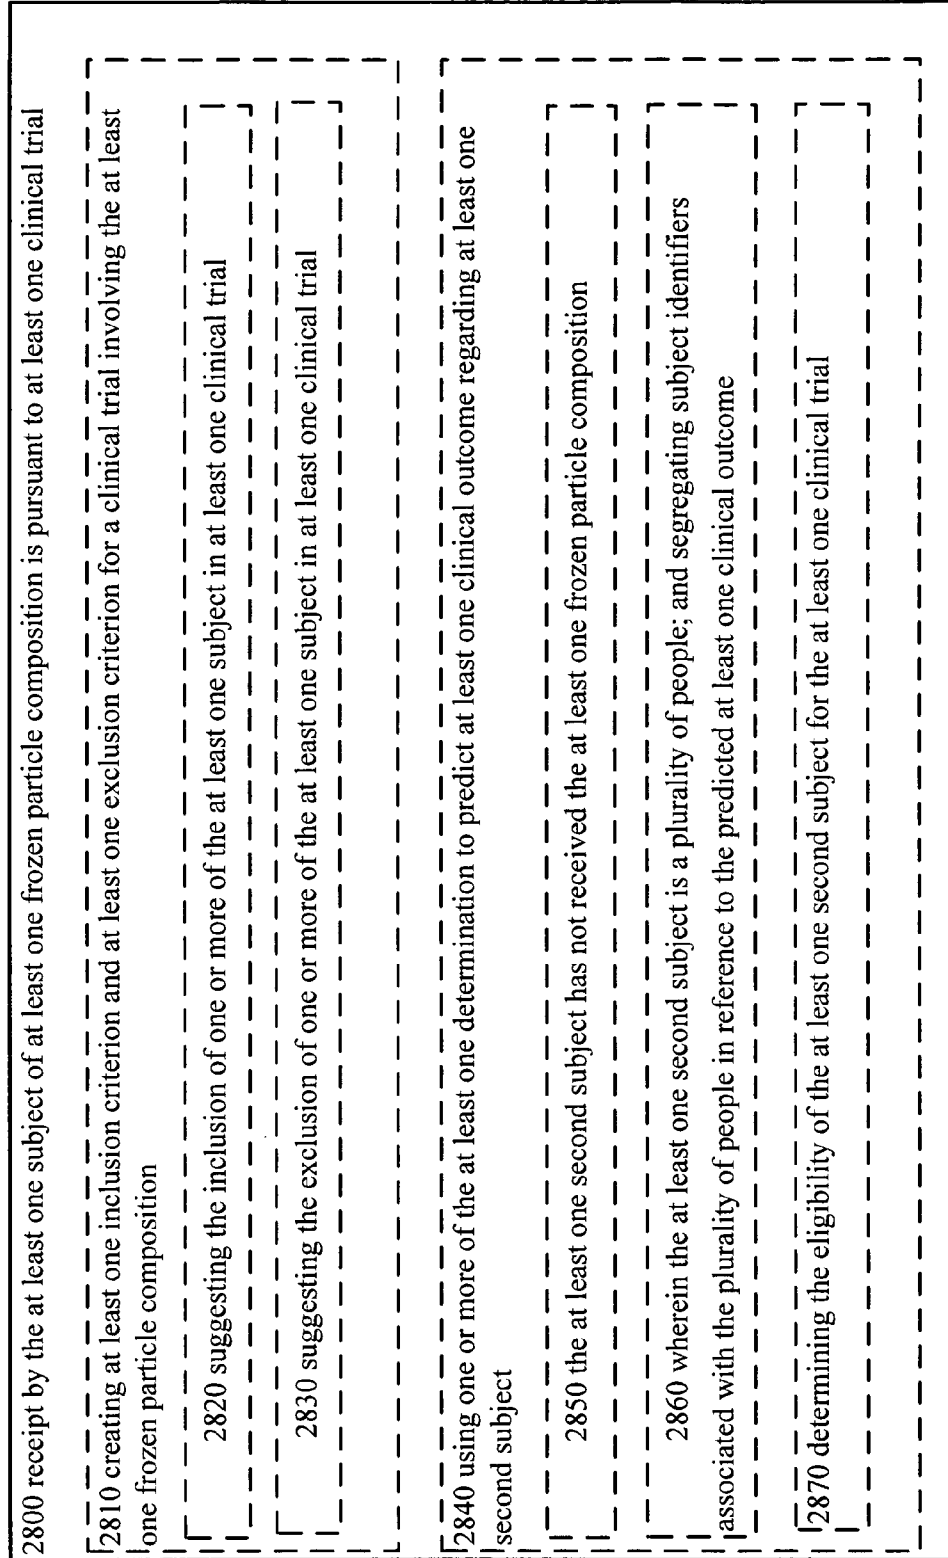 2800 receipt by the at least one subject of at least one frozen particle composition is pursuant to at least one clinical trial
2810 creating at least one inclusion criterion and at least one exclusion criterion for a clinical trial involving the at least
one frozen particle composition
2820 suggesting the inclusion of one or more of the at least one subject in at least one clinical trial
2830 suggesting the exclusion of one or more of the at least one subject in at least one clinical trial
2840 using one or more of the at least one determination to predict at least one clinical outcome regarding at least one
second subject
2850 the at least one second subject has not received the at least one frozen particle composition
2860 wherein the at least one second subject is a plurality of people; and segregating subject identifiers
associated with the plurality of people in reference to the predicted at least one clinical outcome
2870 determining the eligibility of the at least one second subject for the at least one clinical trial